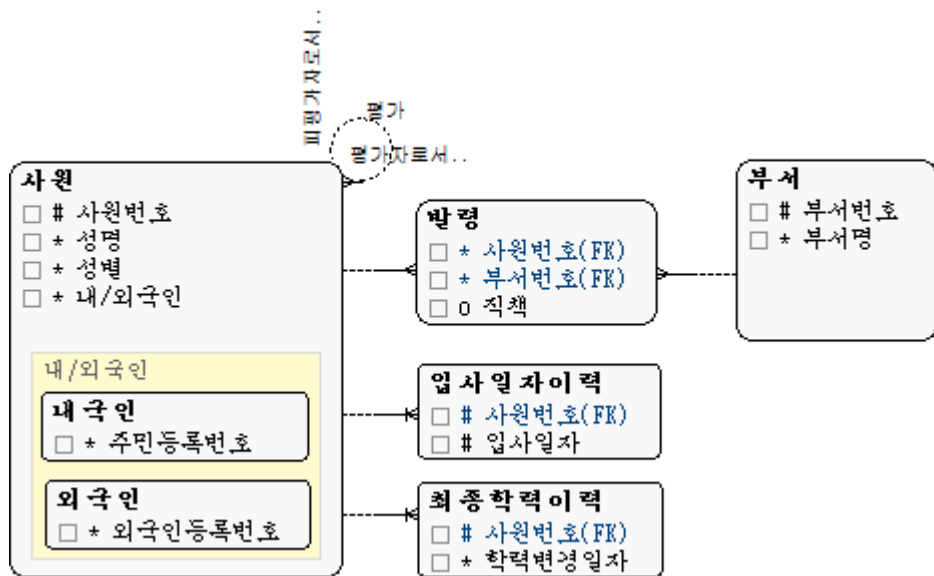 피평가자로서..
평가
평가자로서..
사원
# 사원번호
* 성명
* 성별
* 내/외국인
내/외국인
내국인
* 주민등록번호
외국인
* 외국인등록번호
발령
* 사원번호(FK)
* 부서번호(FK)
o 직책
부서
# 부서번호
* 부서명
입사일자이력
# 사원번호(FK)
# 입사일자
최종학력이력
# 사원번호(FK)
* 학력변경일자